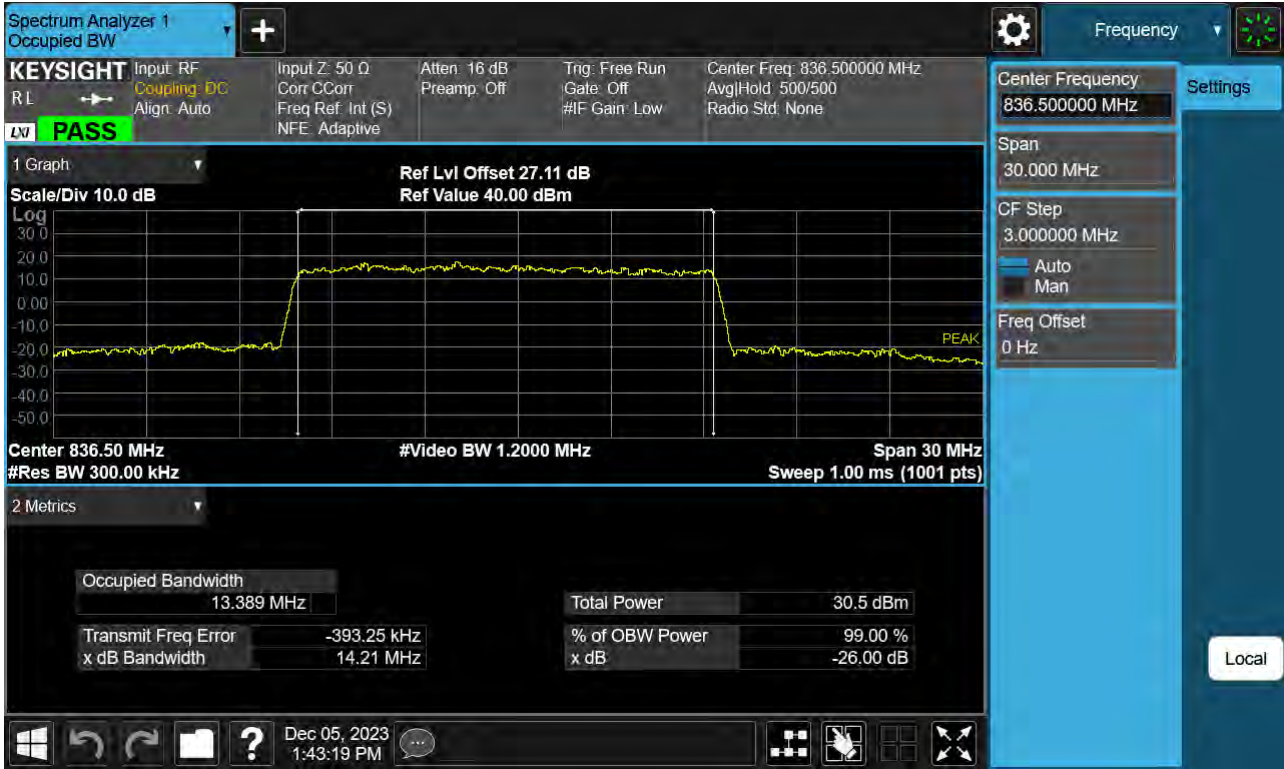 Spectrum Analyzer 1
Occupied BW
+
Frequency
KEYSIGHT
RL
LXI
PASS
Input: RF
Coupling: DC
Align: Auto
Input Z: 50 Ω
Corr CCorr
Freq Ref: Int (S)
NFE: Adaptive
Atten: 16 dB
Preamp: Off
Trig: Free Run
Gate: Off
#IF Gain: Low
Center Freq: 836.500000 MHz
Avg|Hold: 500/500
Radio Std: None
1 Graph
Scale/Div 10.0 dB
Ref Lvl Offset 27.11 dB
Ref Value 40.00 dBm
Log
30.0
20.0
10.0
0.00
-10.0
-20.0
-30.0
-40.0
-50.0
PEAK
Center 836.50 MHz
#Video BW 1.2000 MHz
Span 30 MHz
#Res BW 300.00 kHz
Sweep 1.00 ms (1001 pts)
2 Metrics
Occupied Bandwidth
13.389 MHz
Total Power 30.5 dBm
Transmit Freq Error -393.25 kHz
% of OBW Power 99.00 %
x dB Bandwidth 14.21 MHz
x dB -26.00 dB
Center Frequency
836.500000 MHz
Settings
Span
30.000 MHz
CF Step
3.000000 MHz
Auto
Man
Freq Offset
0 Hz
Local
?
Dec 05, 2023
1:43:19 PM